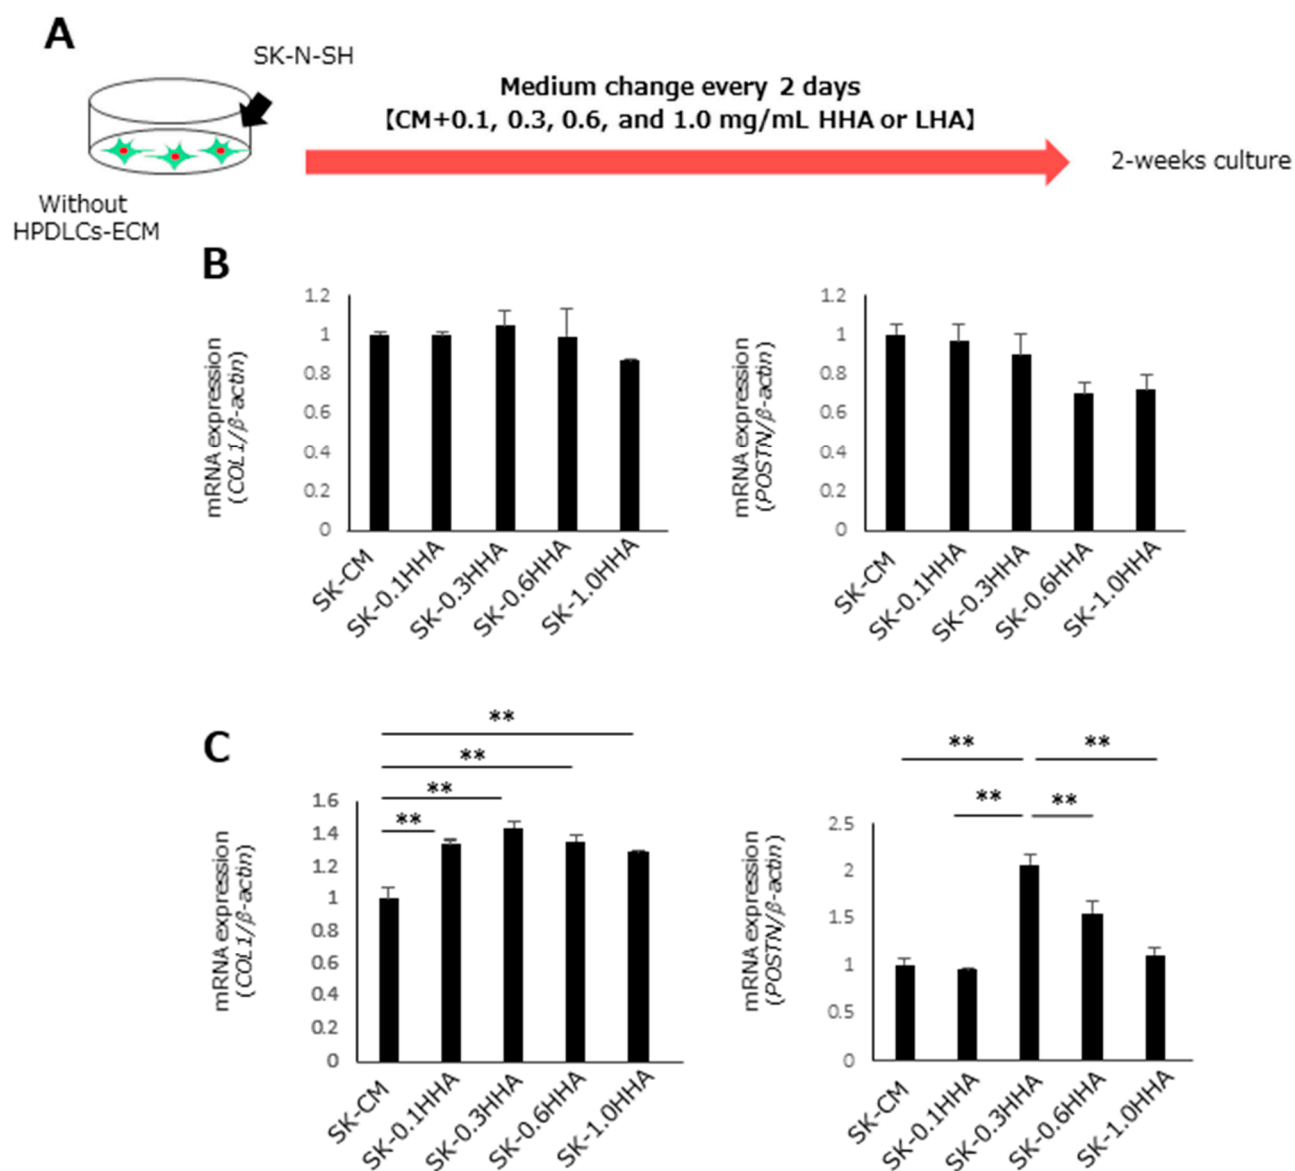 A
SK-N-SH
Medium change every 2 days
【CM+0.1, 0.3, 0.6, and 1.0 mg/mL HHA or LHA】
2-weeks culture
Without
HPDLCs-ECM
B
mRNA expression
(COL1/β-actin)
1.2
1
0.8
0.6
0.4
0.2
0
SK-CM
SK-0.1HHA
SK-0.3HHA
SK-0.6HHA
SK-1.0HHA
mRNA expression
(POSTN/β-actin)
1.2
1
0.8
0.6
0.4
0.2
0
SK-CM
SK-0.1HHA
SK-0.3HHA
SK-0.6HHA
SK-1.0HHA
C
**
**
**
**
mRNA expression
(COL1/β-actin)
1.6
1.4
1.2
1
0.8
0.6
0.4
0.2
0
SK-CM
SK-0.1HHA
SK-0.3HHA
SK-0.6HHA
SK-1.0HHA
** **
** **
mRNA expression
(POSTN/β-actin)
2.5
2
1.5
1
0.5
0
SK-CM
SK-0.1HHA
SK-0.3HHA
SK-0.6HHA
SK-1.0HHA